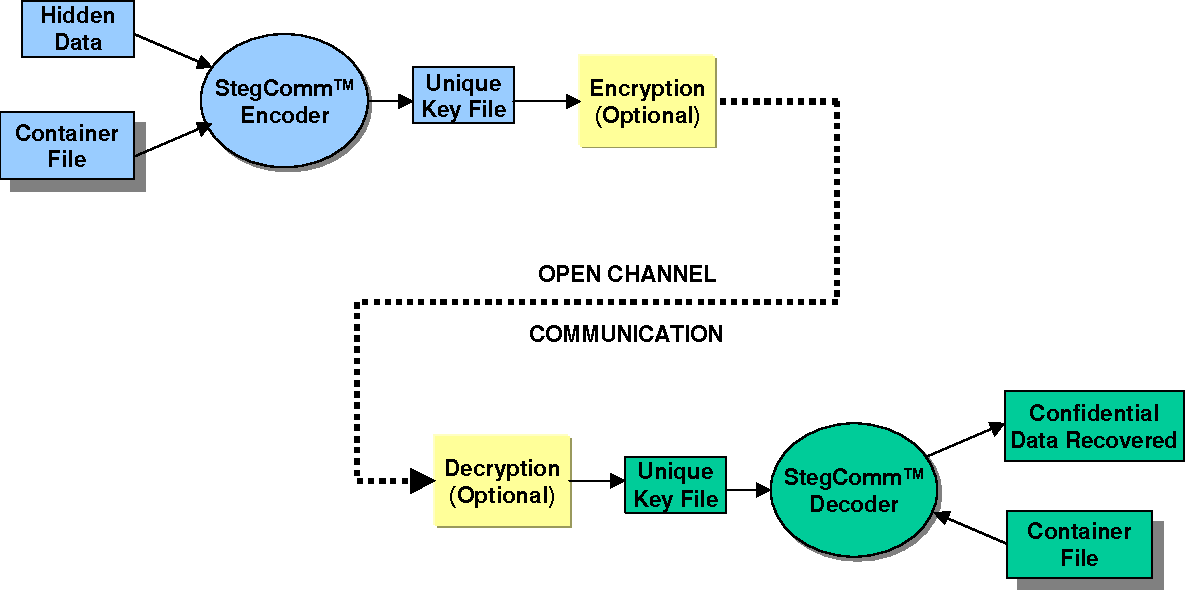 Hidden
Data
Container
File
StegComm™
Encoder
Unique
Key File
Encryption
(Optional)
OPEN CHANNEL
COMMUNICATION
Decryption
(Optional)
Unique
Key File
StegComm™
Decoder
Confidential
Data Recovered
Container
File